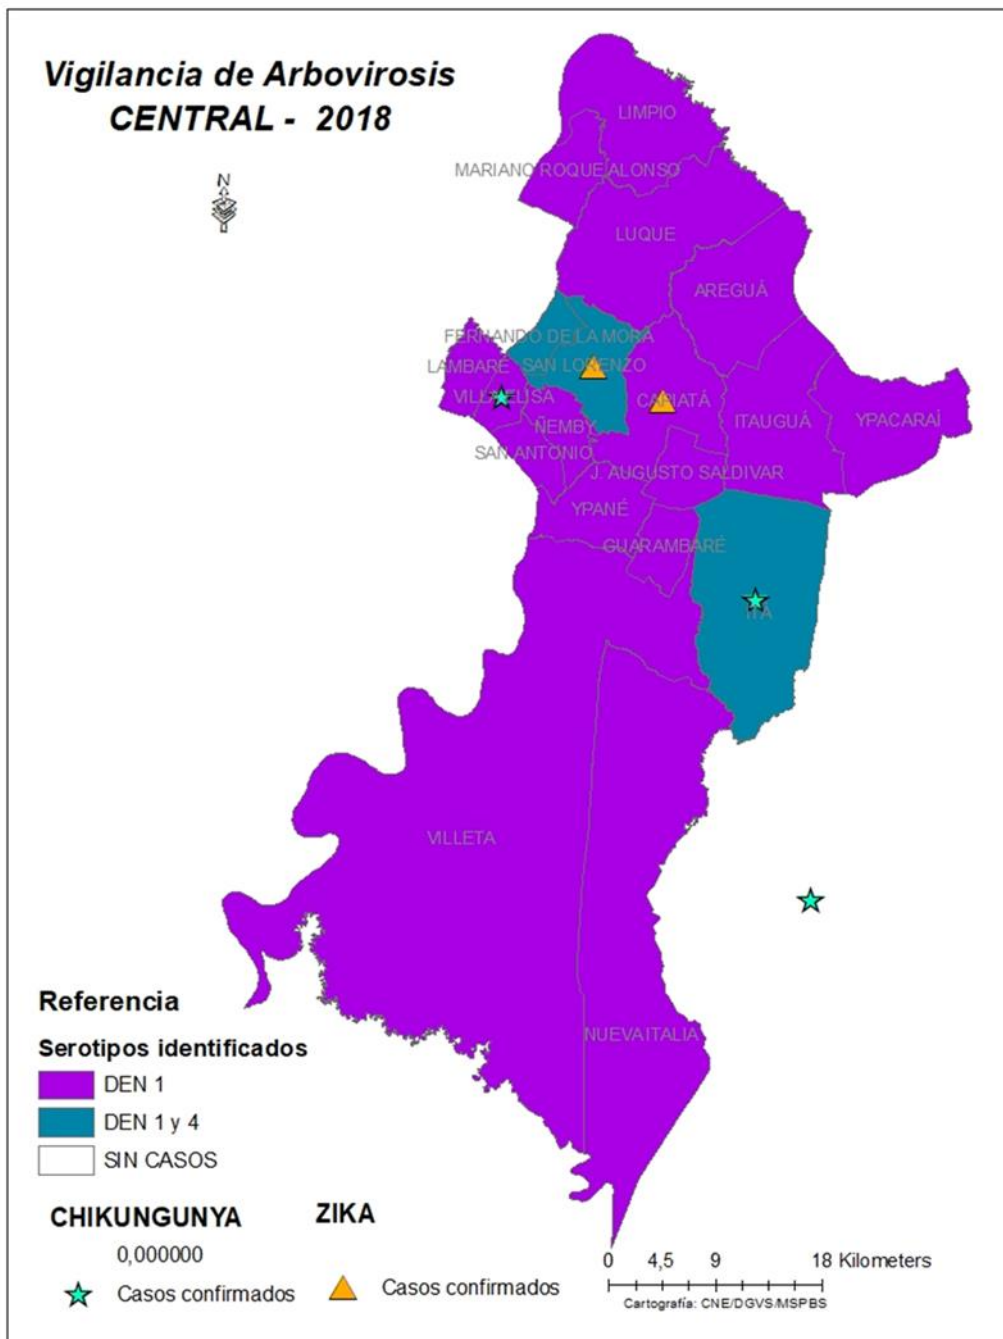 Vigilancia de Arbovirosis
CENTRAL - 2018
N
LIMPIO
MARIANO ROQUE ALONSO
LUQUE
AREGUÁ
FERNANDO DE LA MORA
LAMBARÉ
SAN LORENZO
VILLA ELISA
CAPIATÁ
ITAUGUÁ
YPACARAÍ
ÑEMBY
SAN ANTONIO
J. AUGUSTO SALDIVAR
YPANÉ
GUARAMBARÉ
ITÁ
VILLETA
NUEVA ITALIA
Referencia
Serotipos identificados
DEN 1
DEN 1 y 4
SIN CASOS
CHIKUNGUNYA
0,000000
Casos confirmados
ZIKA
Casos confirmados
0 4,5 9 18 Kilometers
Cartografía: CNE/DGVS/MSPBS